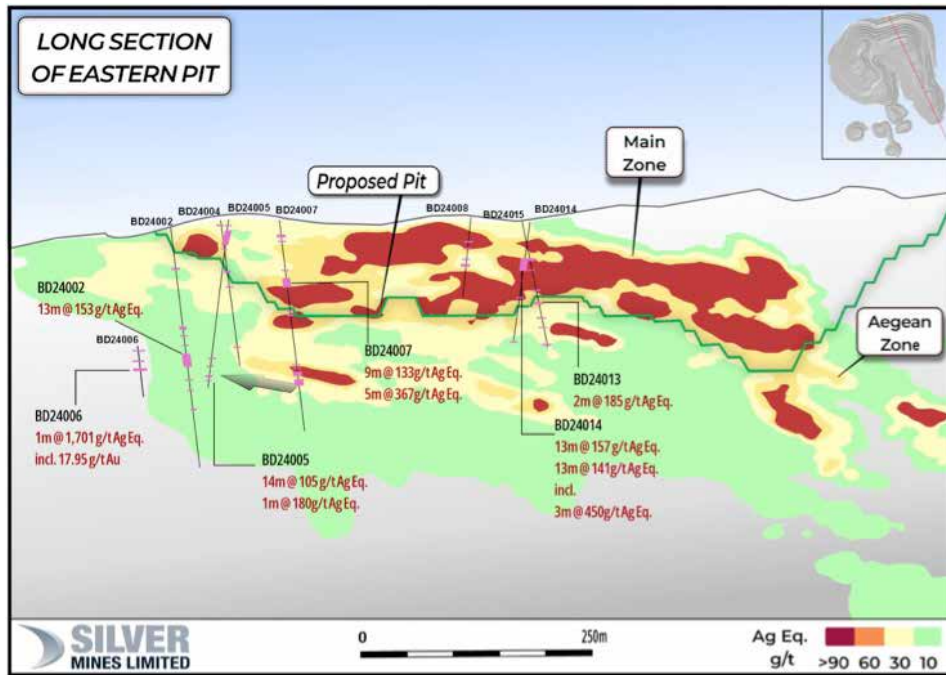 LONG SECTION
OF EASTERN PIT
Main
Zone
Proposed Pit
BD24002
BD24004
BD24005
BD24007
BD24008
BD24015
BD24014
BD24002
13m @ 153 g/t Ag Eq.
Aegean
Zone
BD24006
BD24007
9m @ 133g/t Ag Eq.
5m @ 367g/t Ag Eq.
BD24013
2m @ 185 g/t Ag Eq.
BD24006
1m @ 1,701 g/t Ag Eq.
incl. 17.95 g/t Au
BD24014
13m @ 157 g/t Ag Eq.
13m @ 141g/t Ag Eq.
incl.
3m @ 450g/t Ag Eq.
BD24005
14m @ 105 g/t Ag Eq.
1m @ 180g/t Ag Eq.
SILVER
MINES LIMITED
0 250m
Ag Eq.
g/t >90 60 30 10